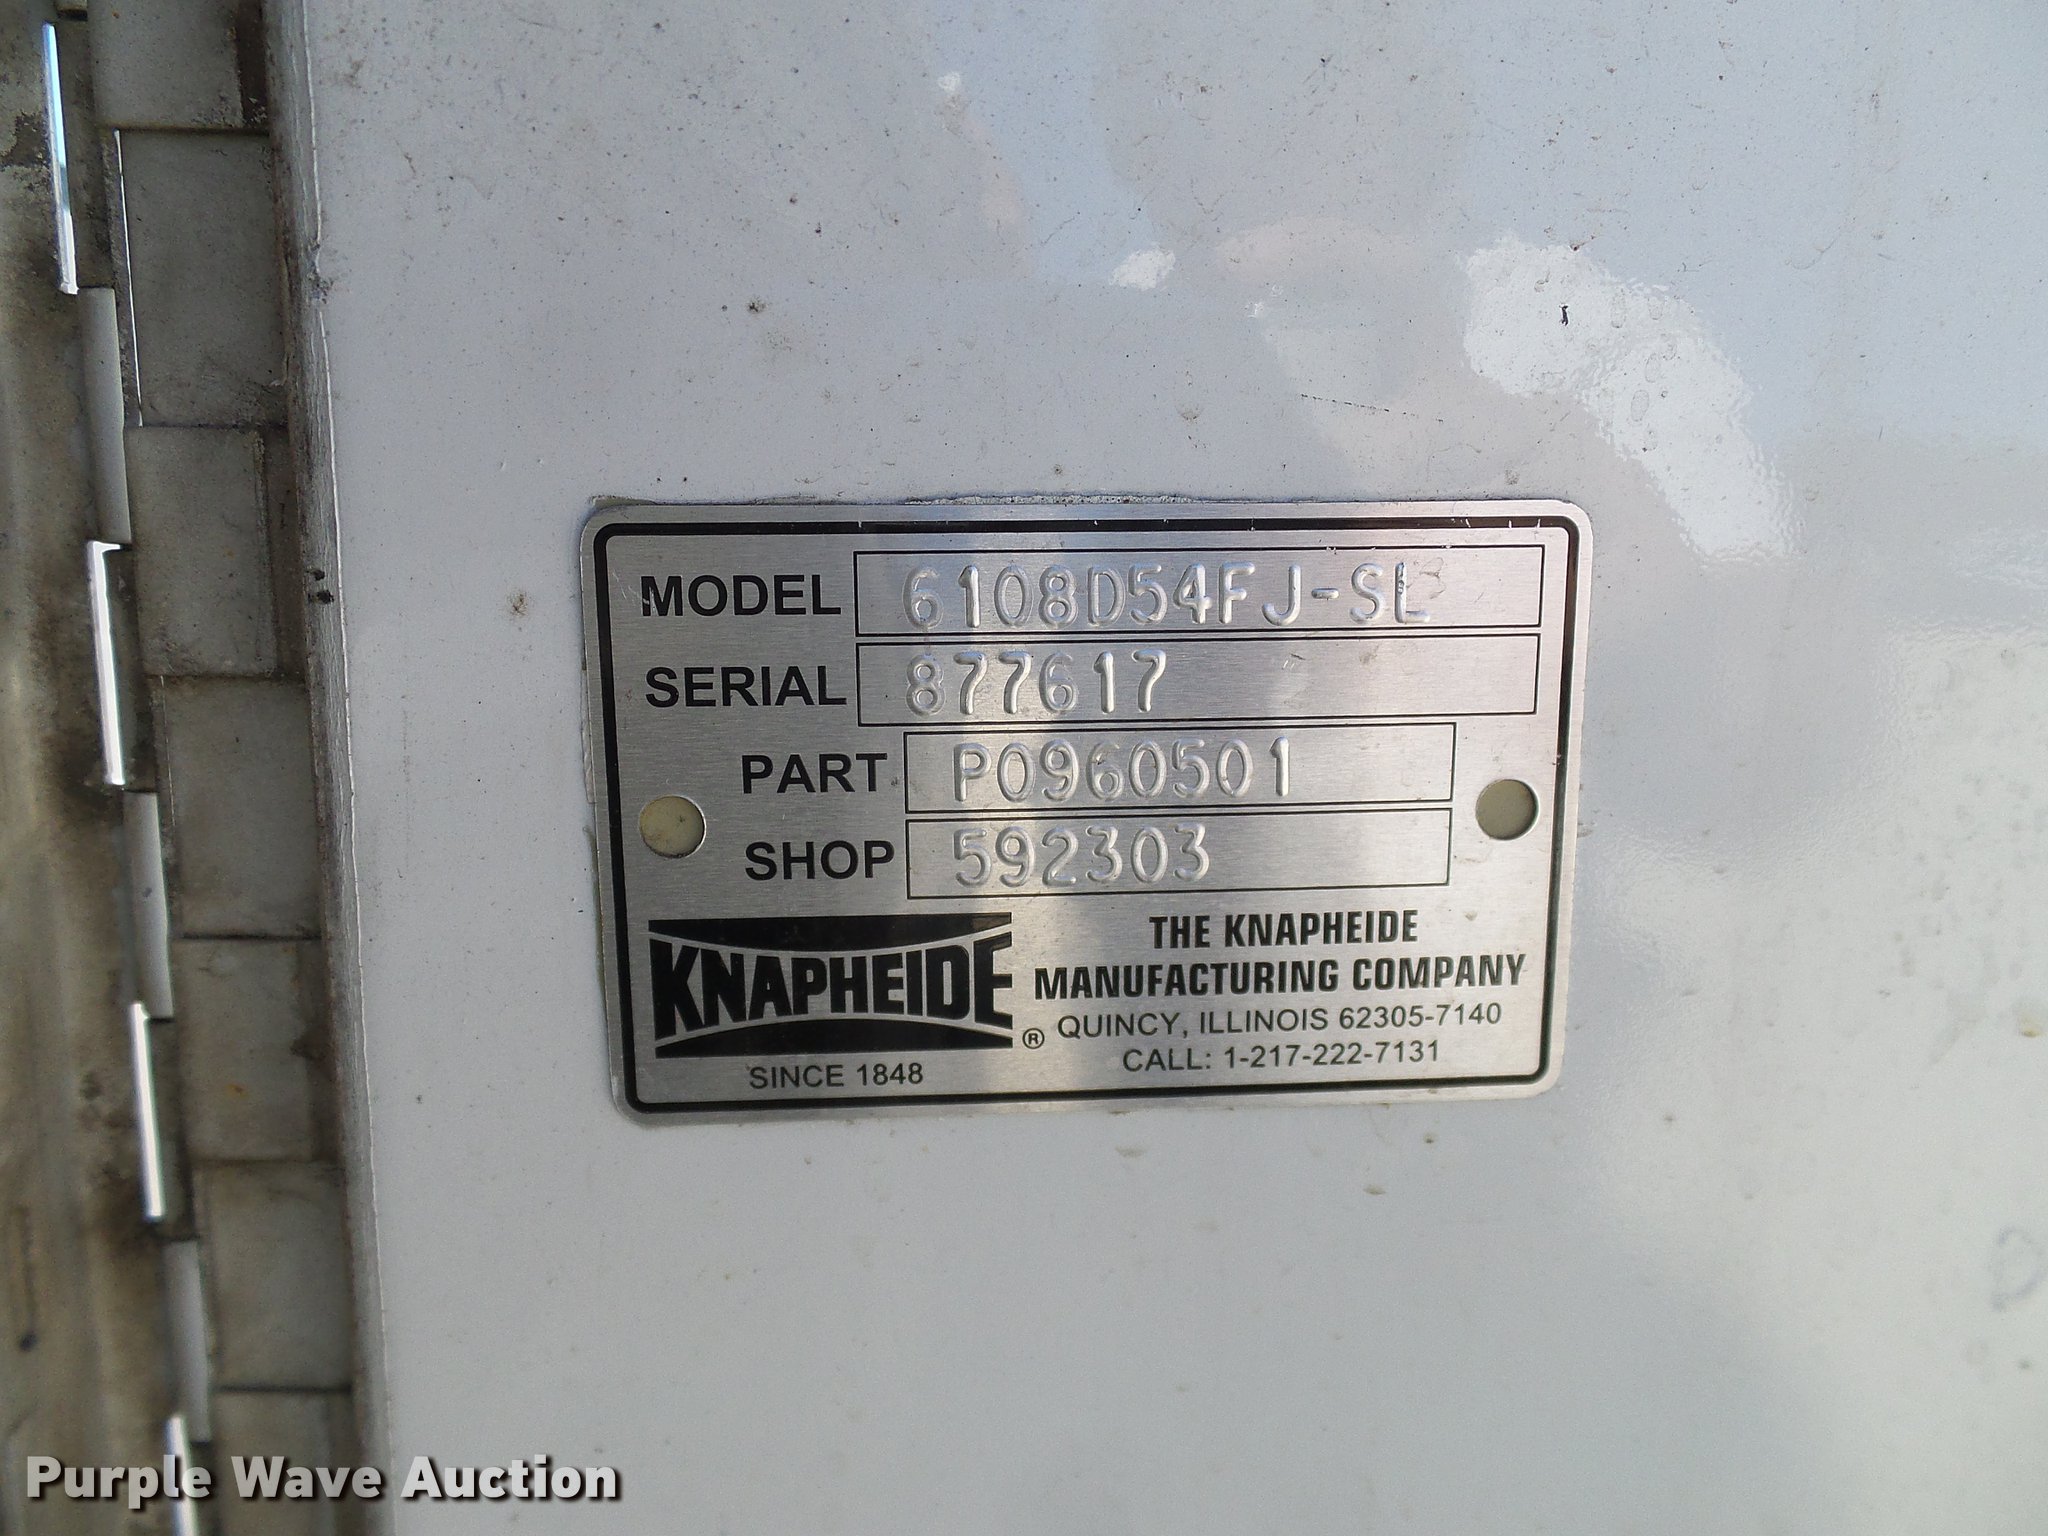 MODEL 6108D54FJ-SL
SERIAL 877617
PART P0960501
SHOP 592303
KNAPHEIDE ®
SINCE 1848
THE KNAPHEIDE
MANUFACTURING COMPANY
QUINCY, ILLINOIS 62305-7140
CALL: 1-217-222-7131
Purple Wave Auction